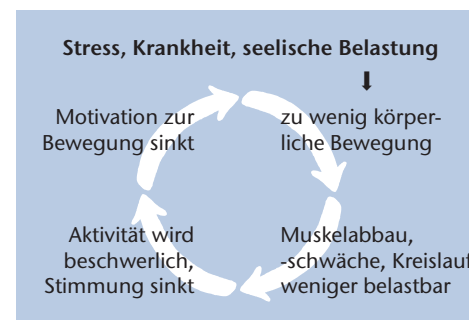 Stress, Krankheit, seelische Belastung
zu wenig körper-
liche Bewegung
Muskelabbau,
-schwäche, Kreislauf
weniger belastbar
Aktivität wird
beschwerlich,
Stimmung sinkt
Motivation zur
Bewegung sinkt